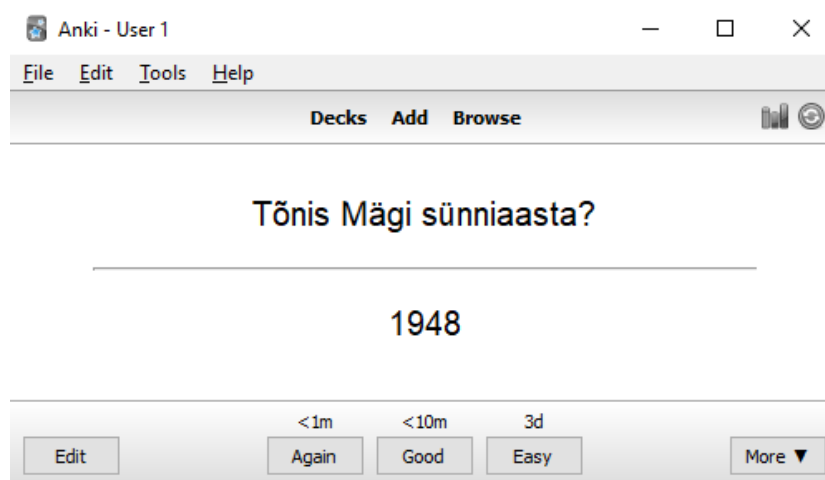 Anki - User 1
File Edit Tools Help
Decks Add Browse
Tõnis Mägi sünniaasta?
1948
<1m <10m 3d
Edit Again Good Easy More ▼